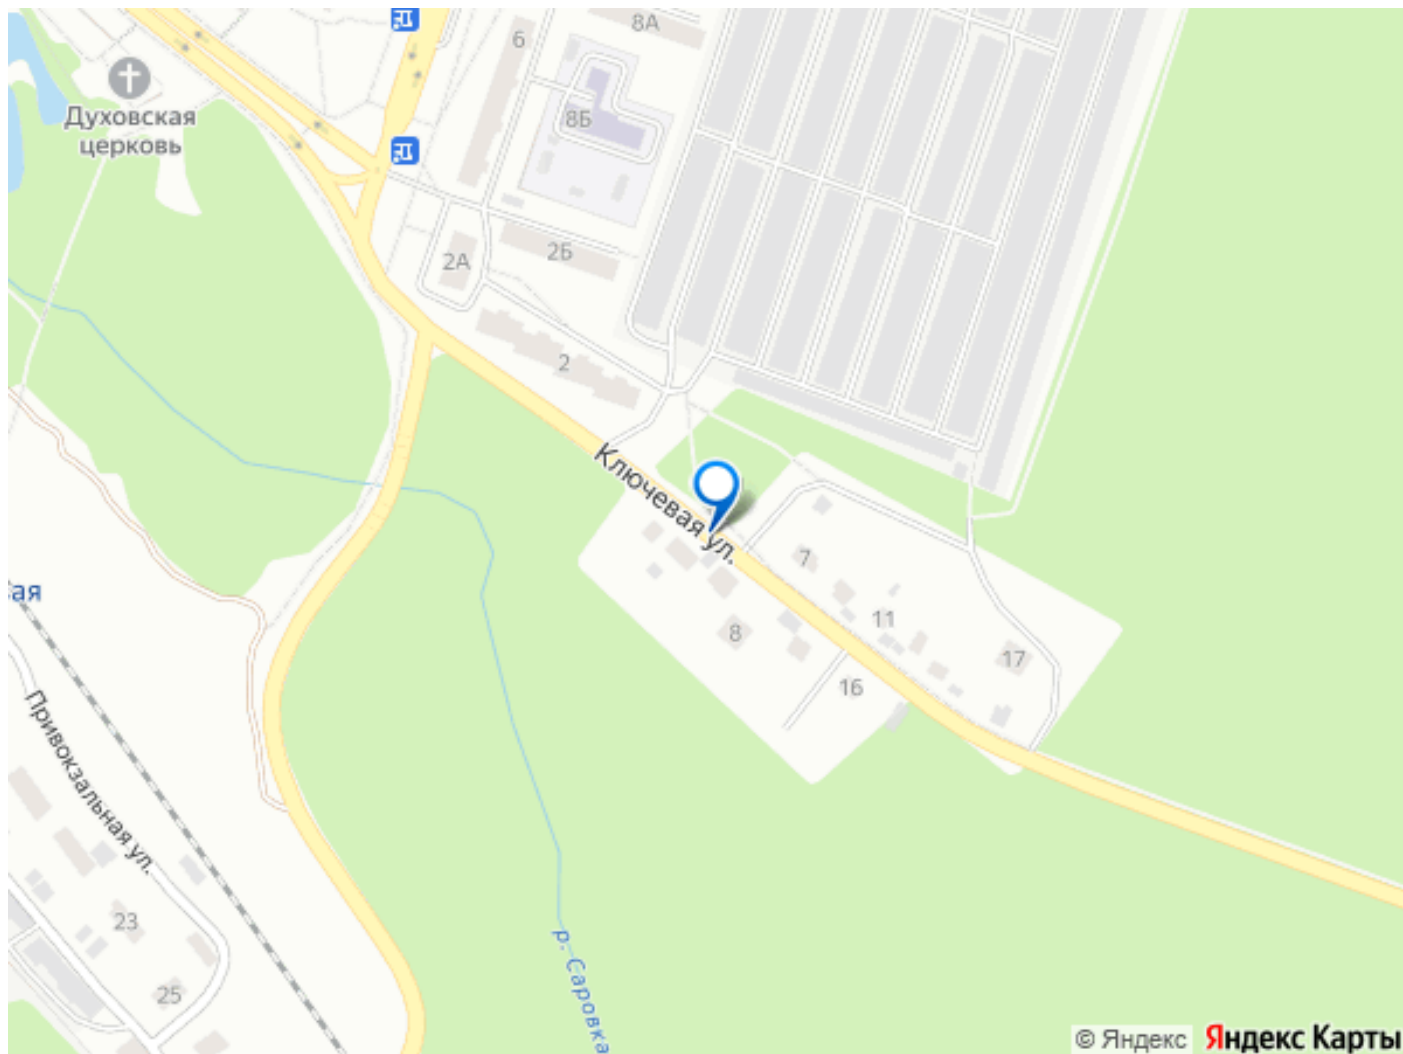 8А
6
Духовская
церковь
8Б
2А
2Б
2
Ключевая ул.
7
ая
11
8
17
16
Привокзальная ул.
23
25
р. Саровка
© Яндекс
Яндекс Карты